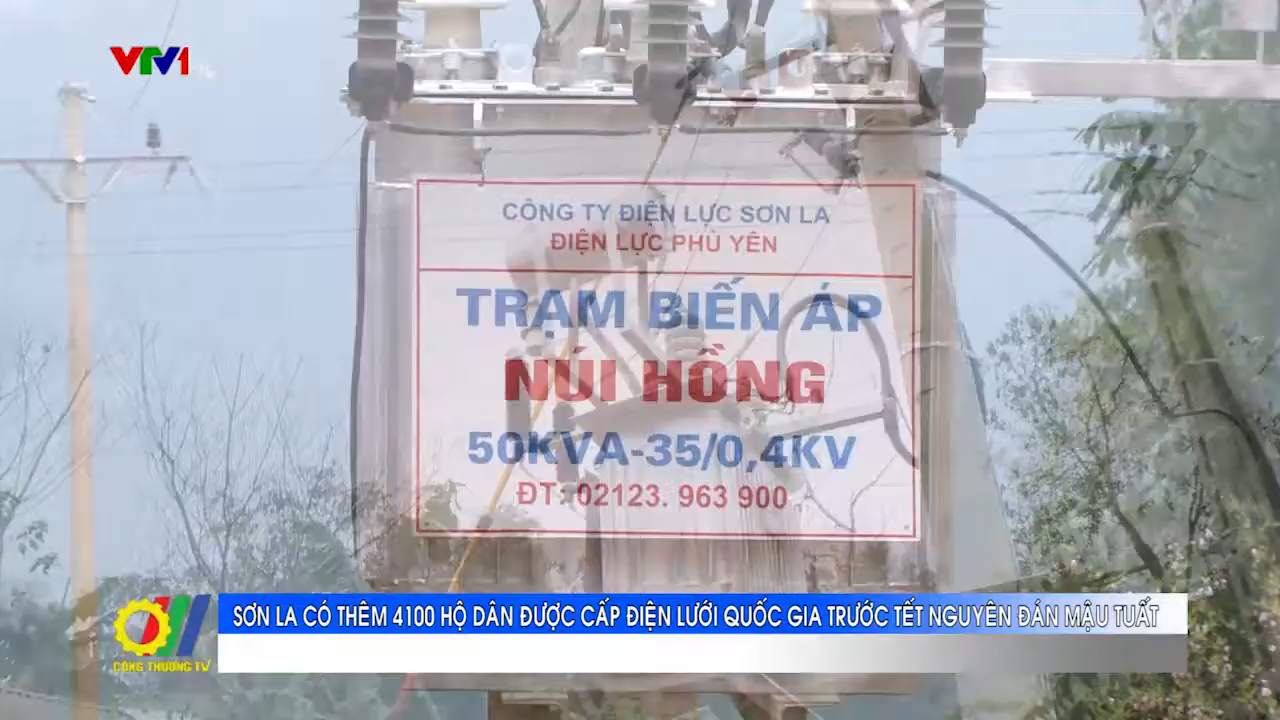 VTV1
CÔNG TY ĐIỆN LỰC SƠN LA
ĐIỆN LỰC PHÙ YÊN
TRẠM BIẾN ÁP
NÚI HỒNG
50KVA-35/0,4KV
ĐT: 02123. 963 900
SƠN LA CÓ THÊM 4100 HỘ DÂN ĐƯỢC CẤP ĐIỆN LƯỚI QUỐC GIA TRƯỚC TẾT NGUYÊN ĐÁN MẬU TUẤT
CÔNG THƯƠNG TV